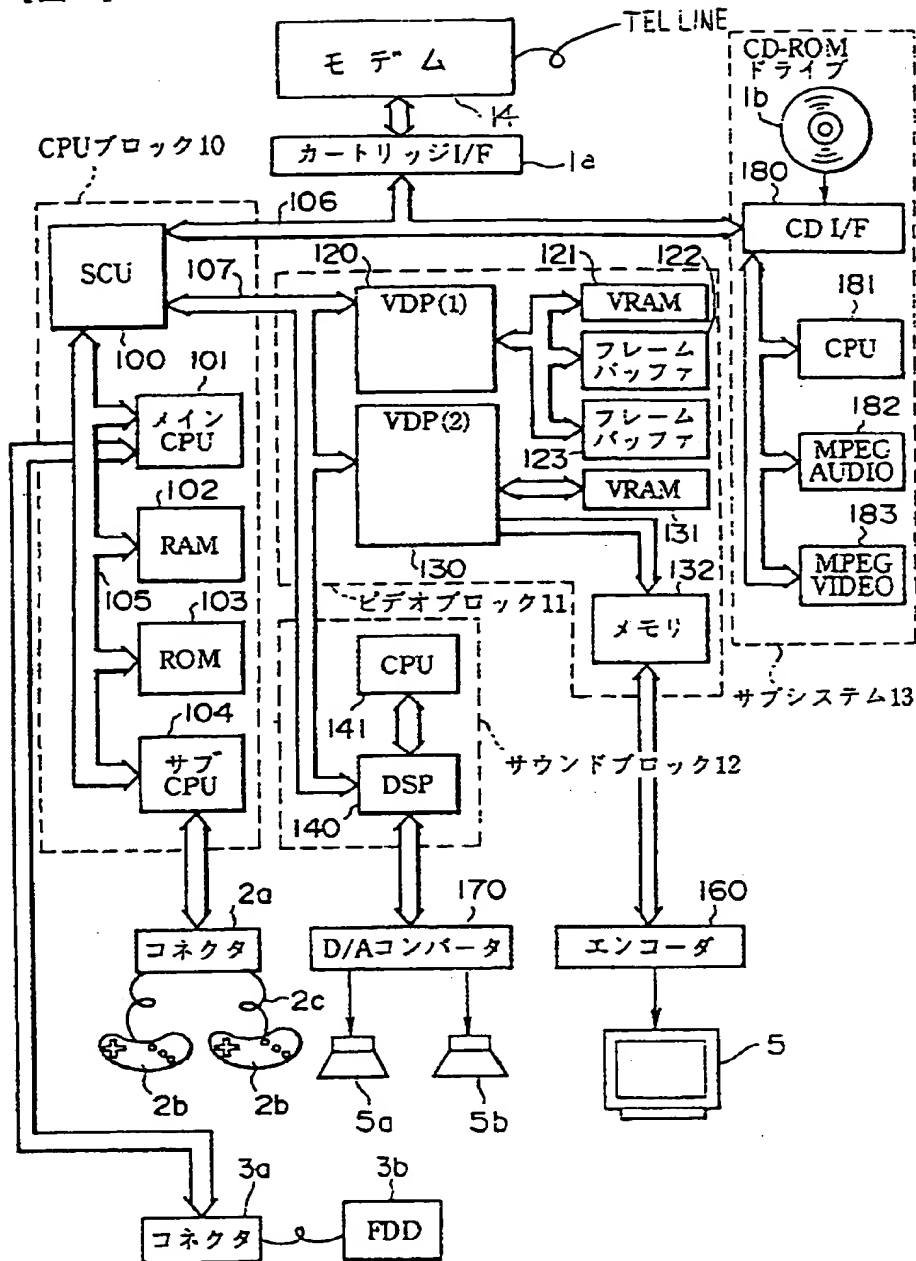 TEL LINE
モデム
14
カートリッジI/F
1a
CD-ROM
ドライブ
1b
180
CD I/F
CPUブロック10
106
SCU
107
100
120
VDP(1)
121
122
VRAM
フレーム
バッファ
フレーム
バッファ
123
181
CPU
101
メイン
CPU
VDP(2)
130
VRAM
131
182
MPEG
AUDIO
183
MPEG
VIDEO
102
RAM
105
103
ROM
ビデオブロック11
132
メモリ
サブシステム13
CPU
141
104
サブ
CPU
DSP
140
サウンドブロック12
2a
コネクタ
170
D/Aコンバータ
160
エンコーダ
2c
2b
2b
5a
5b
5
3a
コネクタ
3b
FDD